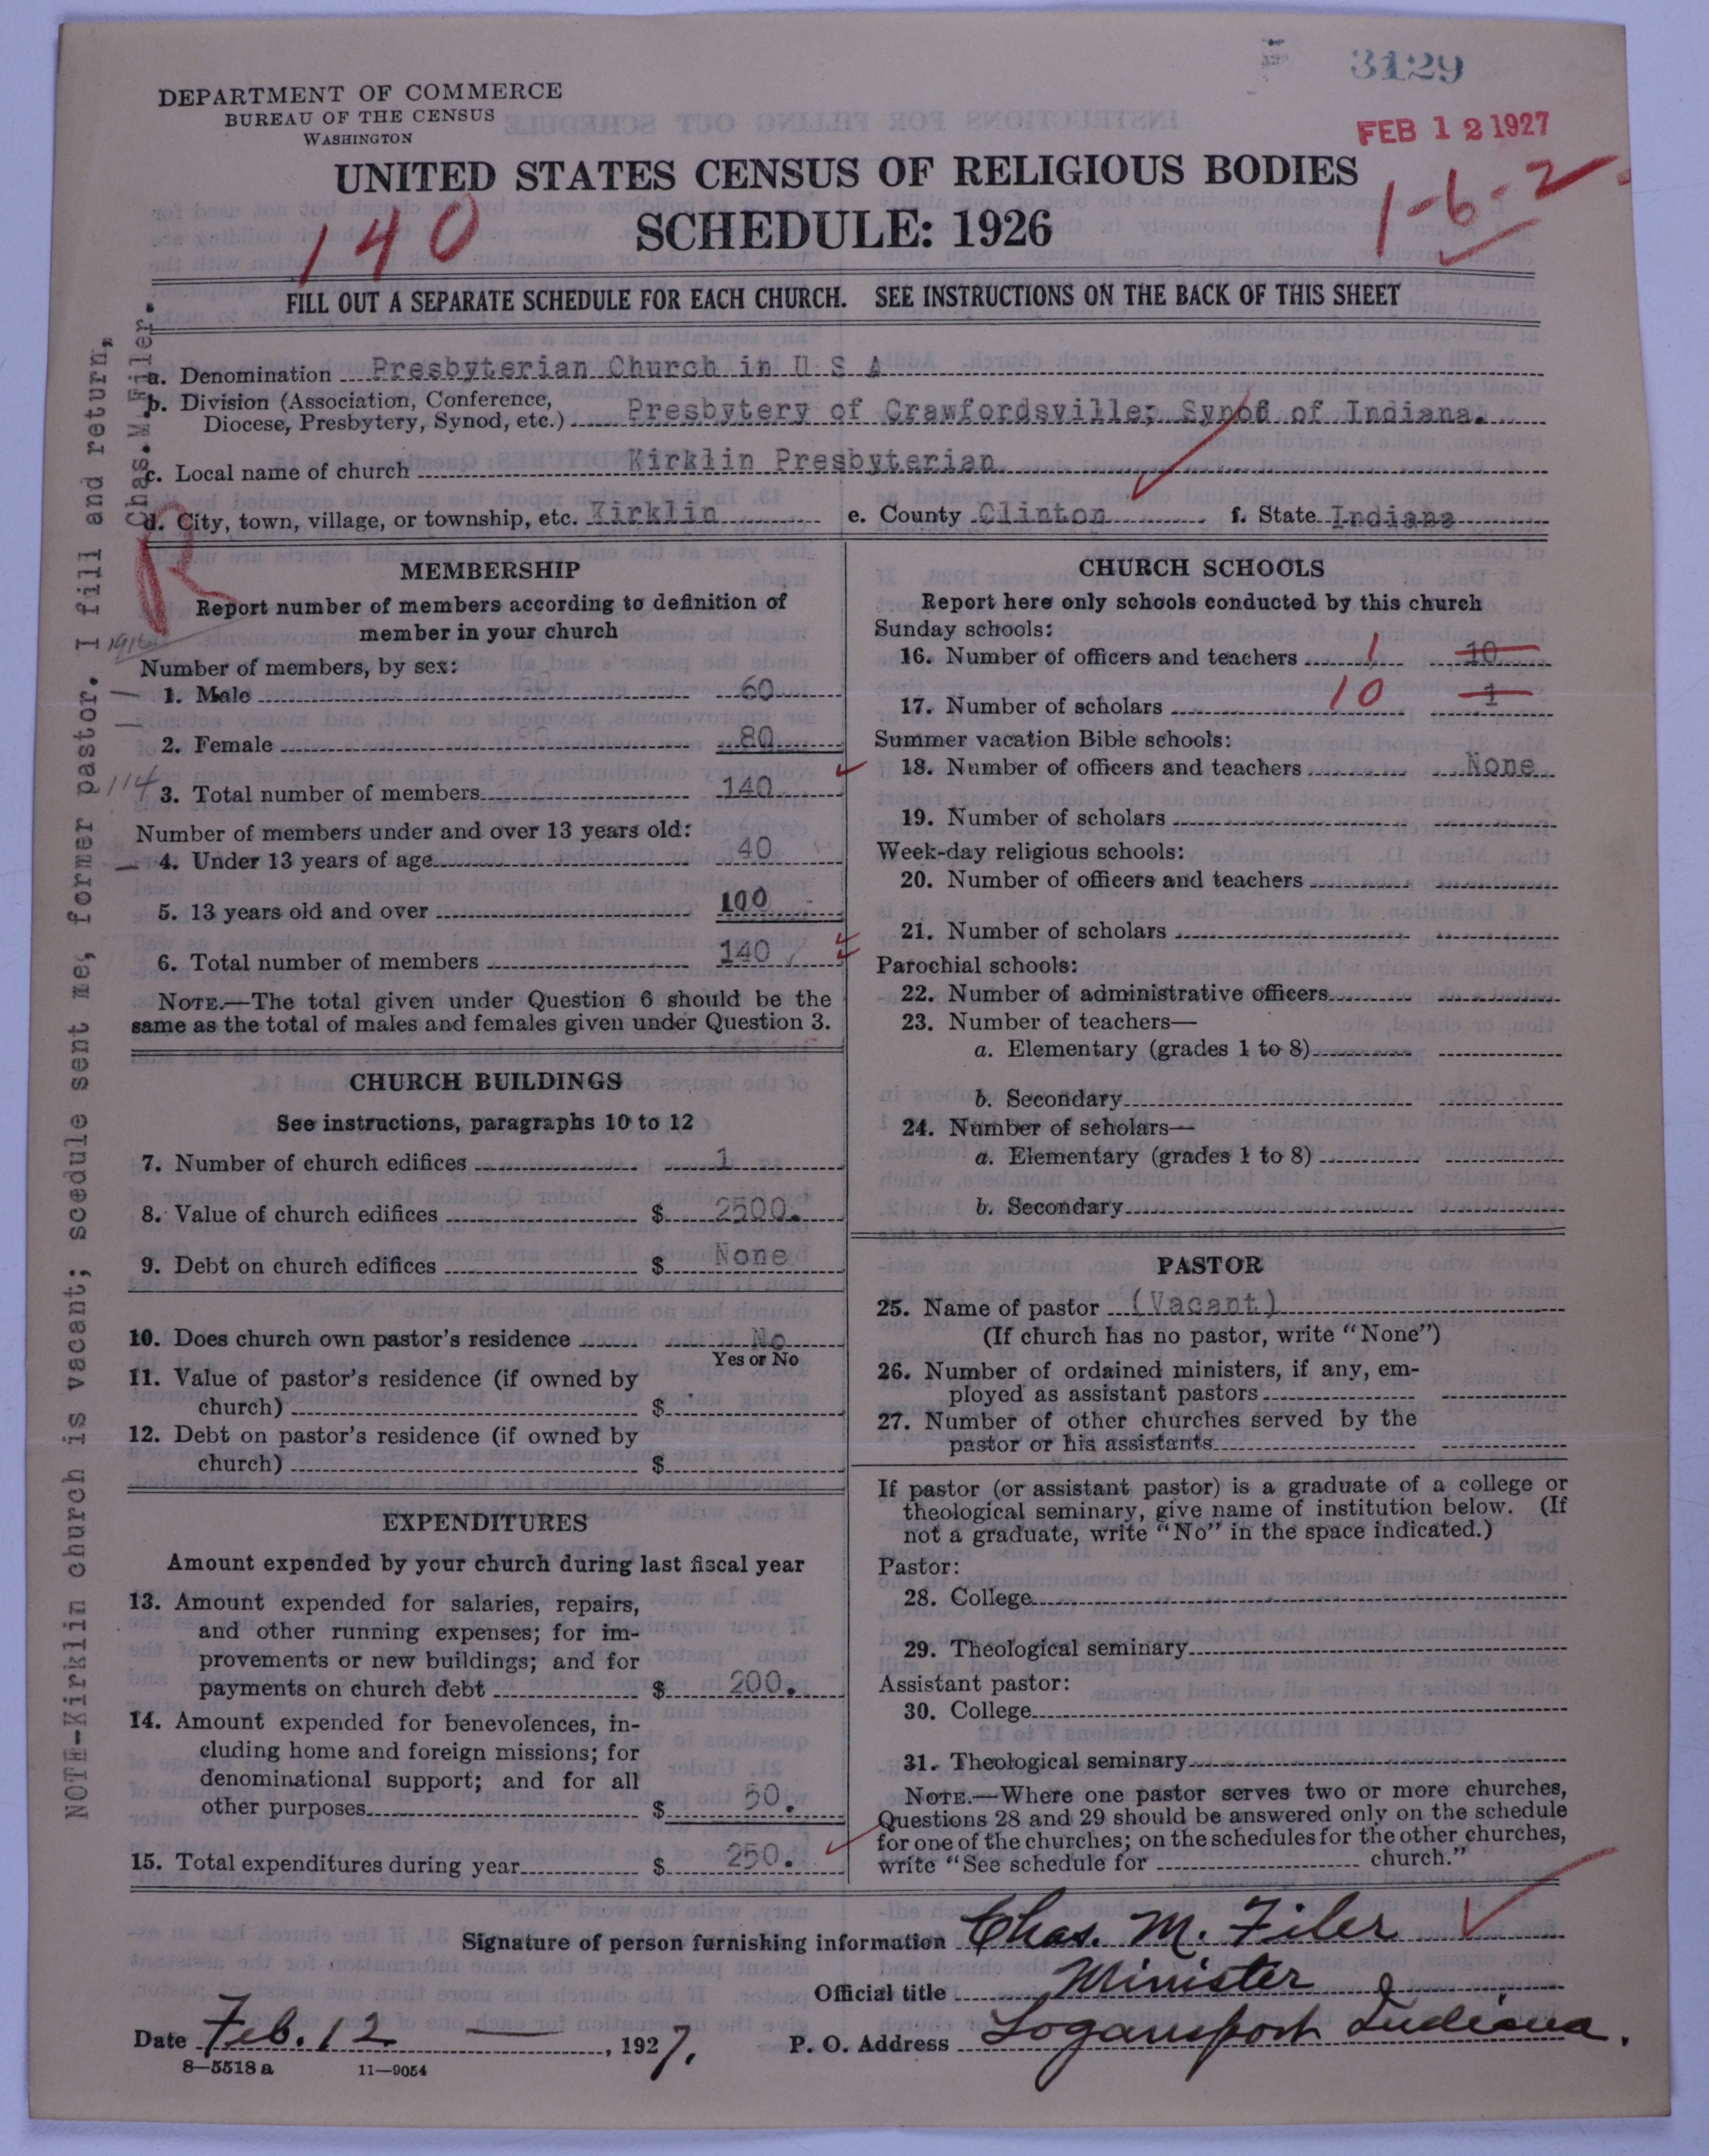 3129
FEB 12 1927
DEPARTMENT OF COMMERCE
BUREAU OF THE CENSUS
WASHINGTON
UNITED STATES CENSUS OF RELIGIOUS BODIES
SCHEDULE: 1926
140
1-6-2
FILL OUT A SEPARATE SCHEDULE FOR EACH CHURCH. SEE INSTRUCTIONS ON THE BACK OF THIS SHEET
a. Denomination Presbyterian Church in U S A
b. Division (Association, Conference,
Diocese, Presbytery, Synod, etc.) Presbytery of Crawfordsville; Synod of Indiana.
c. Local name of church Kirklin Presbyterian
d. City, town, village, or township, etc. Kirklin e. County Clinton f. State Indiana
NOTE-Kirklin church is vacant; scedule sent me, former pastor. I fill and return,
Chas.M Filer.
R
MEMBERSHIP
Report number of members according to definition of
member in your church
1916
Number of members, by sex:
1. Male 60
2. Female 80
114
3. Total number of members 140
Number of members under and over 13 years old:
4. Under 13 years of age 40
5. 13 years old and over 100
6. Total number of members 140
NOTE.—The total given under Question 6 should be the
same as the total of males and females given under Question 3.
CHURCH BUILDINGS
See instructions, paragraphs 10 to 12
7. Number of church edifices 1
8. Value of church edifices $ 2500.
9. Debt on church edifices $ None
10. Does church own pastor's residence No
Yes or No
11. Value of pastor's residence (if owned by
church) $
12. Debt on pastor's residence (if owned by
church) $
EXPENDITURES
Amount expended by your church during last fiscal year
13. Amount expended for salaries, repairs,
and other running expenses; for im-
provements or new buildings; and for
payments on church debt $ 200.
14. Amount expended for benevolences, in-
cluding home and foreign missions; for
denominational support; and for all
other purposes $ 50.
15. Total expenditures during year $ 250.
CHURCH SCHOOLS
Report here only schools conducted by this church
Sunday schools:
16. Number of officers and teachers 1 10
17. Number of scholars 10 1
Summer vacation Bible schools:
18. Number of officers and teachers None
19. Number of scholars
Week-day religious schools:
20. Number of officers and teachers
21. Number of scholars
Parochial schools:
22. Number of administrative officers
23. Number of teachers—
a. Elementary (grades 1 to 8)
b. Secondary
24. Number of scholars—
a. Elementary (grades 1 to 8)
b. Secondary
PASTOR
25. Name of pastor (Vacant)
(If church has no pastor, write "None")
26. Number of ordained ministers, if any, em-
ployed as assistant pastors
27. Number of other churches served by the
pastor or his assistants
If pastor (or assistant pastor) is a graduate of a college or
theological seminary, give name of institution below. (If
not a graduate, write "No" in the space indicated.)
Pastor:
28. College
29. Theological seminary
Assistant pastor:
30. College
31. Theological seminary
NOTE.—Where one pastor serves two or more churches,
Questions 28 and 29 should be answered only on the schedule
for one of the churches; on the schedules for the other churches,
write "See schedule for church."
Signature of person furnishing information Chas. M. Filer
Official title Minister
Date Feb. 12 —, 1927. P. O. Address Logansport Indiana.
8—5518 a 11—9054